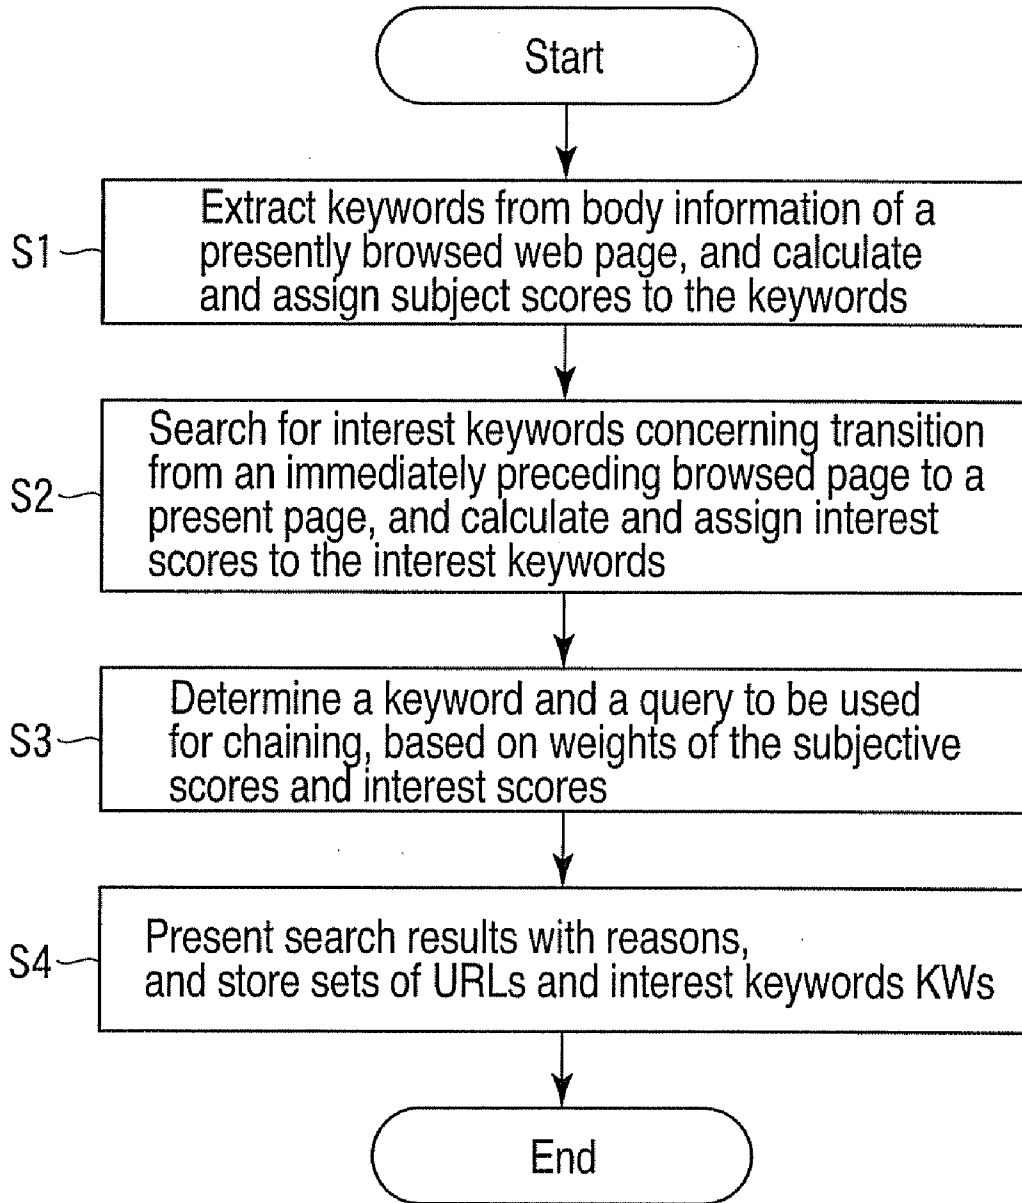 Start
S1
Extract keywords from body information of a
presently browsed web page, and calculate
and assign subject scores to the keywords
S2
Search for interest keywords concerning transition
from an immediately preceding browsed page to a
present page, and calculate and assign interest
scores to the interest keywords
S3
Determine a keyword and a query to be used
for chaining, based on weights of the subjective
scores and interest scores
S4
Present search results with reasons,
and store sets of URLs and interest keywords KWs
End